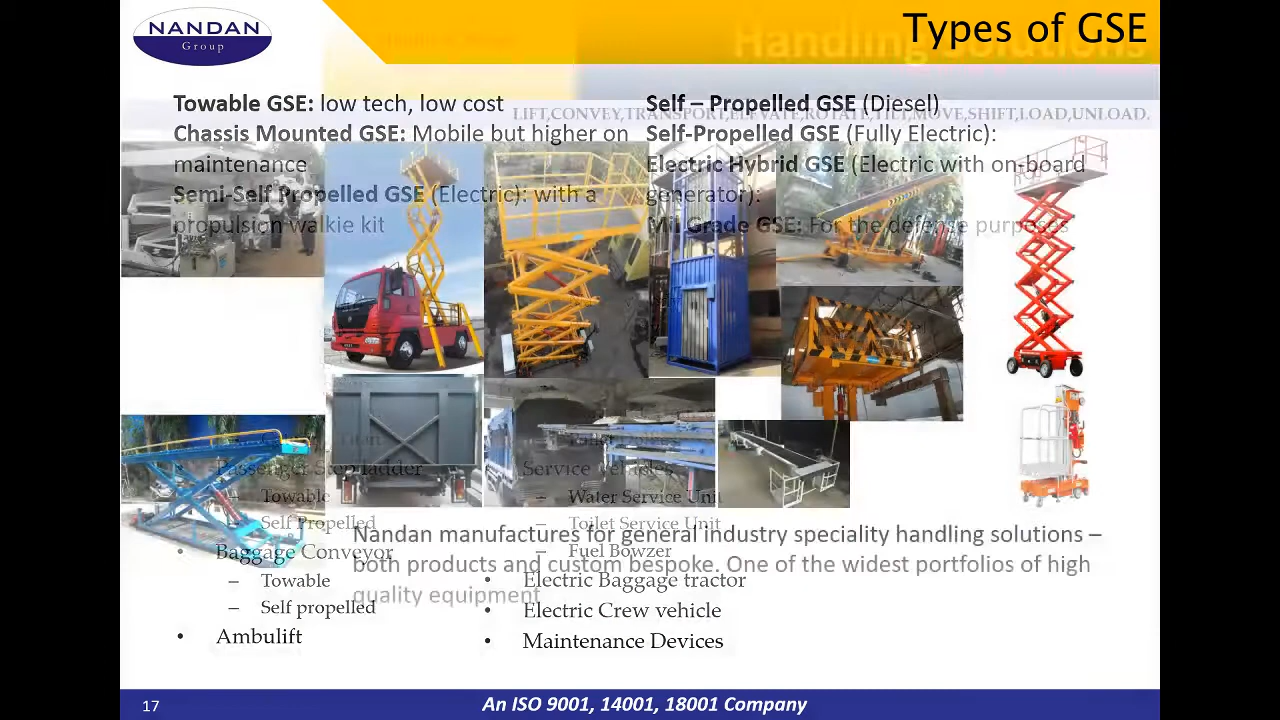 NANDAN
Group
Types of GSE
Handling Solutions
LIFT,CONVEY,TRANSPORT,ELEVATE,ROTATE,TILT,MOVE,SHIFT,LOAD,UNLOAD.
Towable GSE: low tech, low cost
Chassis Mounted GSE: Mobile but higher on
maintenance
Semi-Self Propelled GSE (Electric): with a
propulsion walkie kit
Self – Propelled GSE (Diesel)
Self-Propelled GSE (Fully Electric):
Electric Hybrid GSE (Electric with on-board
generator):
Mil Grade GSE: For the defense purposes
• Passenger Step ladder
– Towable
– Self Propelled
• Baggage Conveyor
– Towable
– Self propelled
• Ambulift
• Service Vehicles
– Water Service Unit
– Toilet Service Unit
– Fuel Bowzer
• Electric Baggage tractor
• Electric Crew vehicle
• Maintenance Devices
Nandan manufactures for general industry speciality handling solutions –
both products and custom bespoke. One of the widest portfolios of high
quality equipment
17
An ISO 9001, 14001, 18001 Company